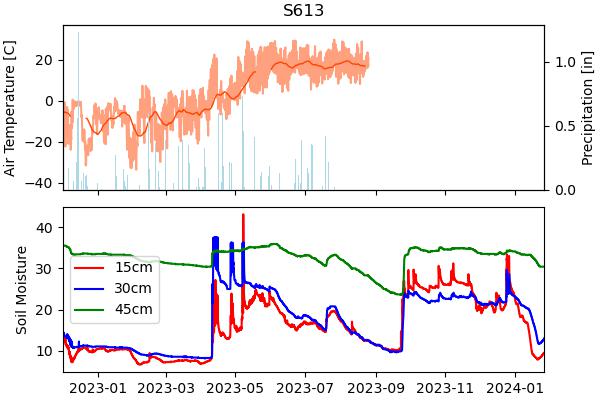 S613
Air Temperature [C]
20
0
−20
−40
Precipitation [in]
1.0
0.5
0.0
Soil Moisture
40
30
20
10
15cm
30cm
45cm
2023-01 2023-03 2023-05 2023-07 2023-09 2023-11 2024-01